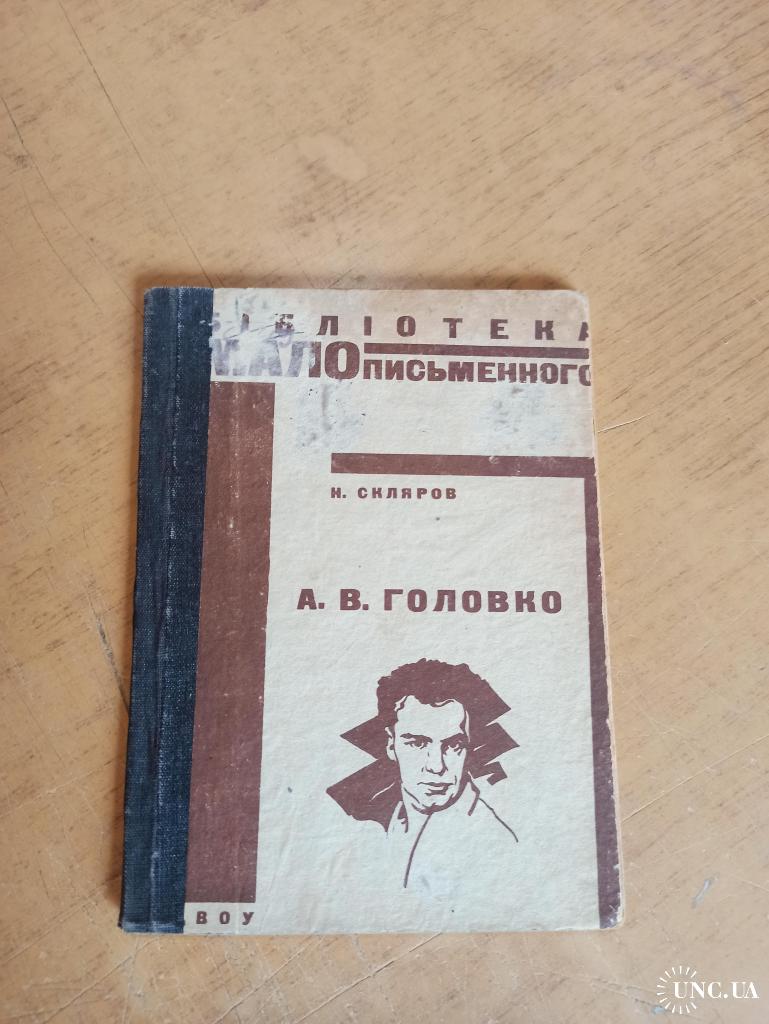 БІБЛІОТЕКА
МАЛОПИСЬМЕННОГО
Н. СКЛЯРОВ
А. В. ГОЛОВКО
ВОУ
UNC.UA